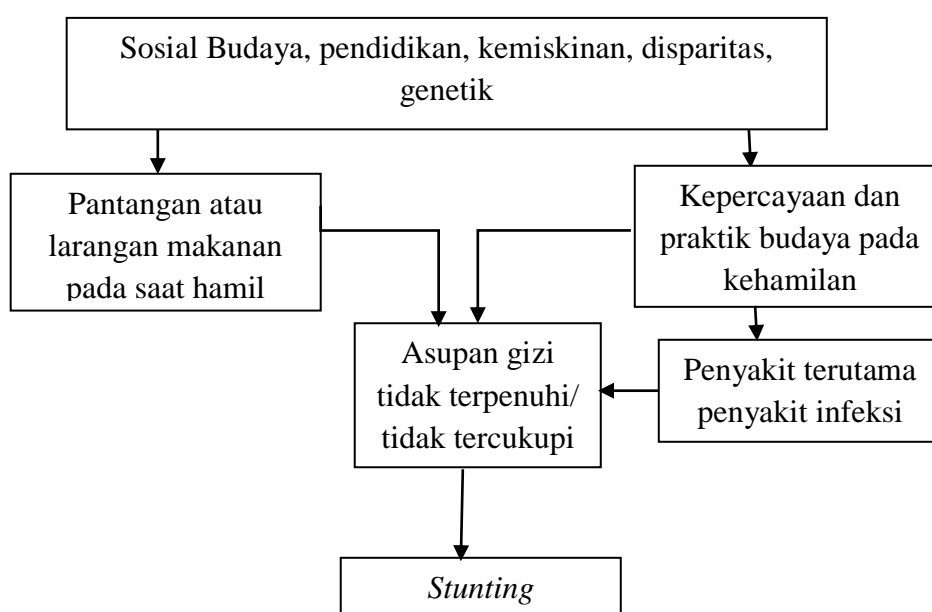 Sosial Budaya, pendidikan, kemiskinan, disparitas,
genetik
Pantangan atau
larangan makanan
pada saat hamil
Kepercayaan dan
praktik budaya pada
kehamilan
Asupan gizi
tidak terpenuhi/
tidak tercukupi
Penyakit terutama
penyakit infeksi
Stunting